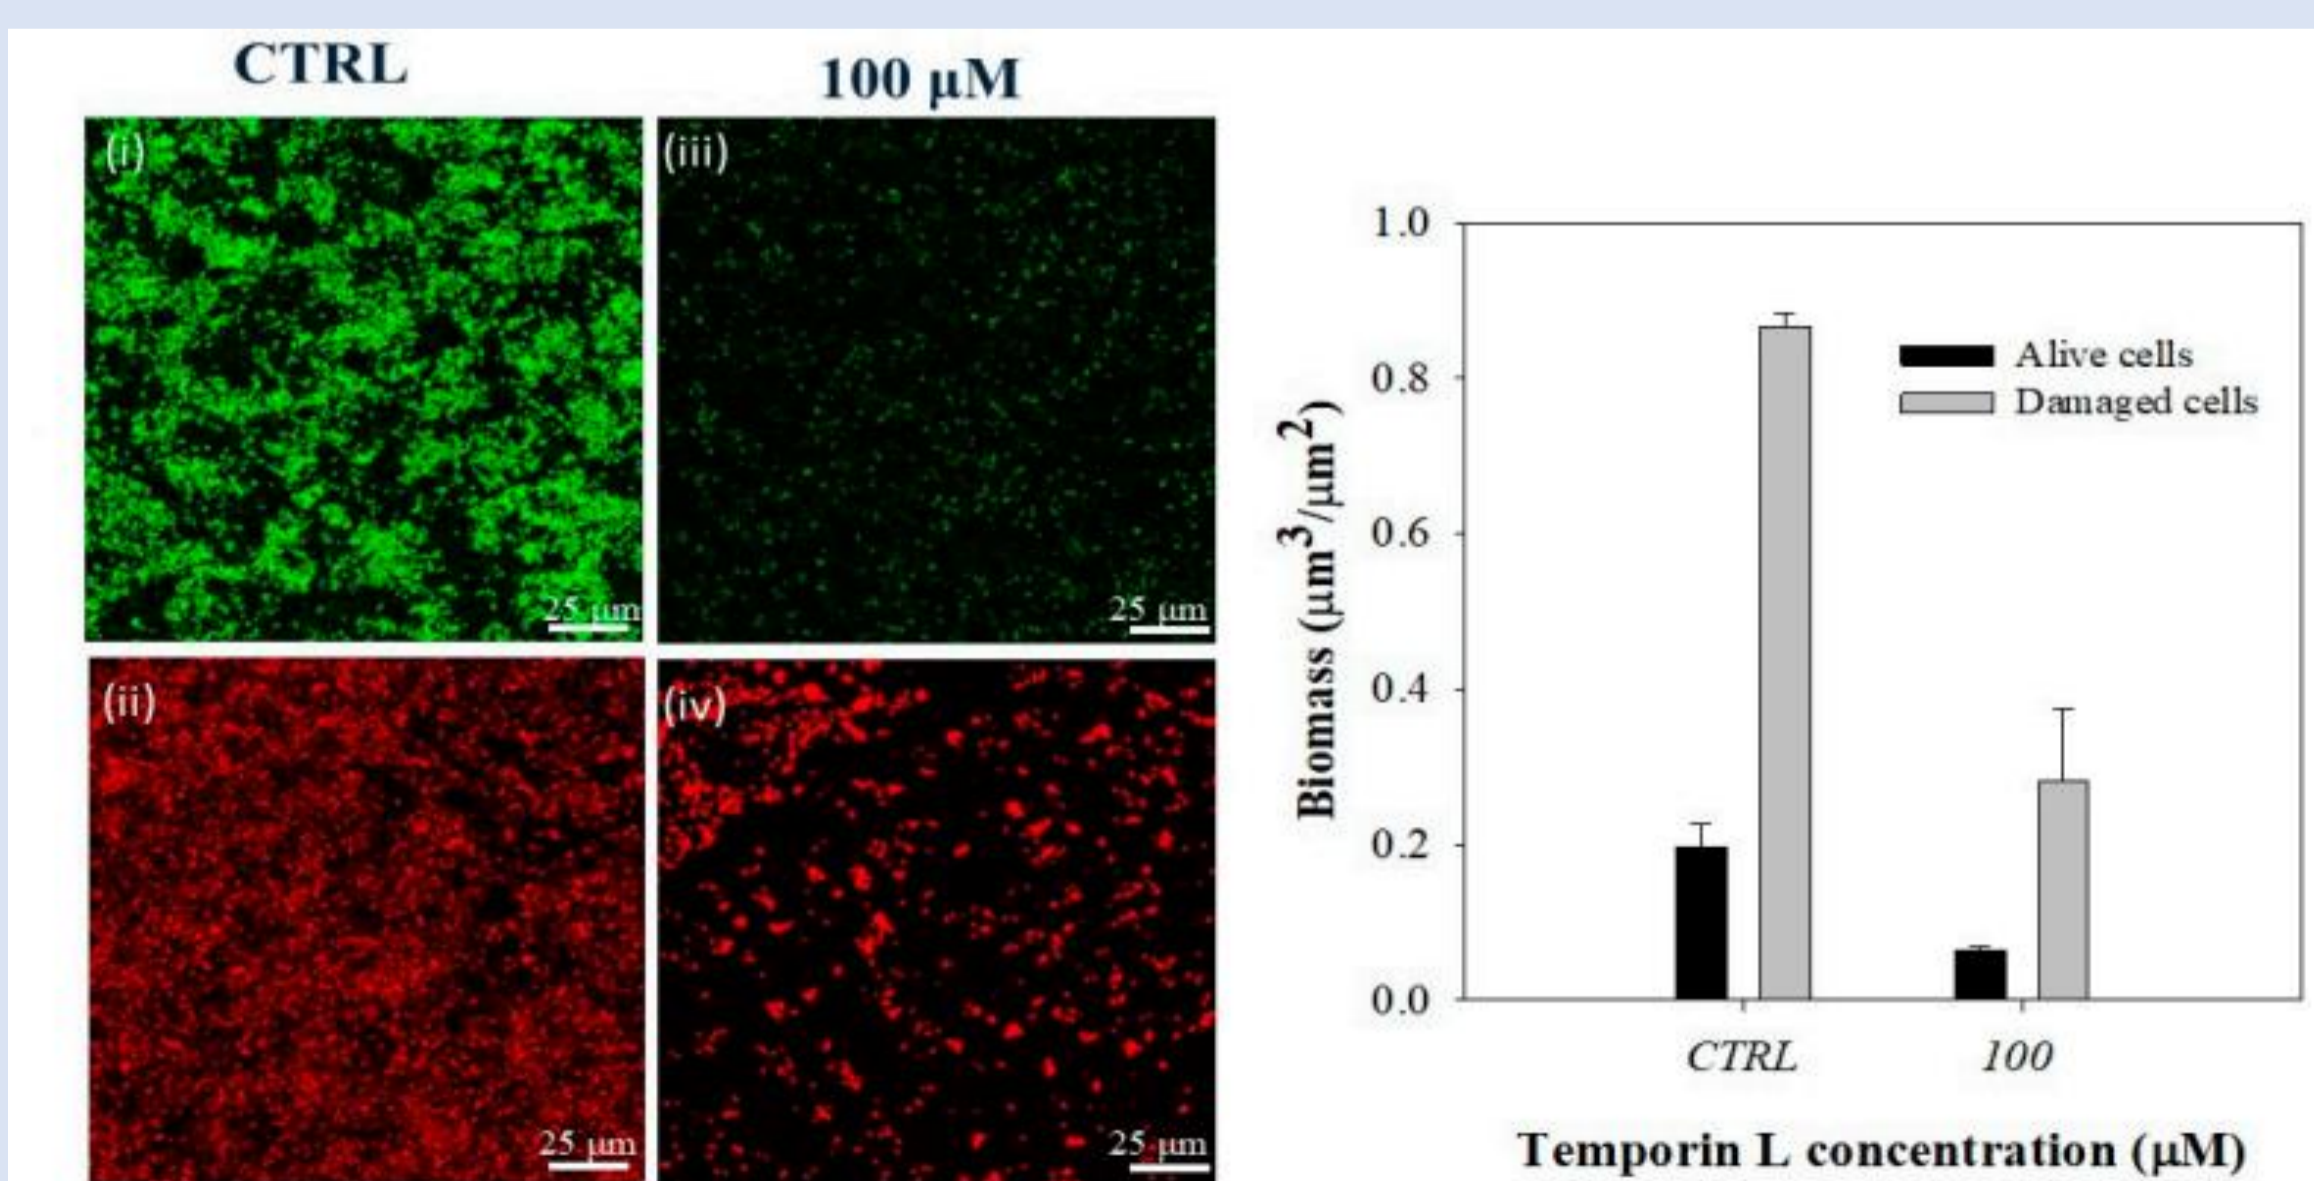 CTRL
100 μM
(i)
25 μm
(iii)
25 μm
(ii)
25 μm
(iv)
25 μm
Biomass (μm³/μm²)
1.0
0.8
0.6
0.4
0.2
0.0
Alive cells
Damaged cells
CTRL
100
Temporin L concentration (μM)